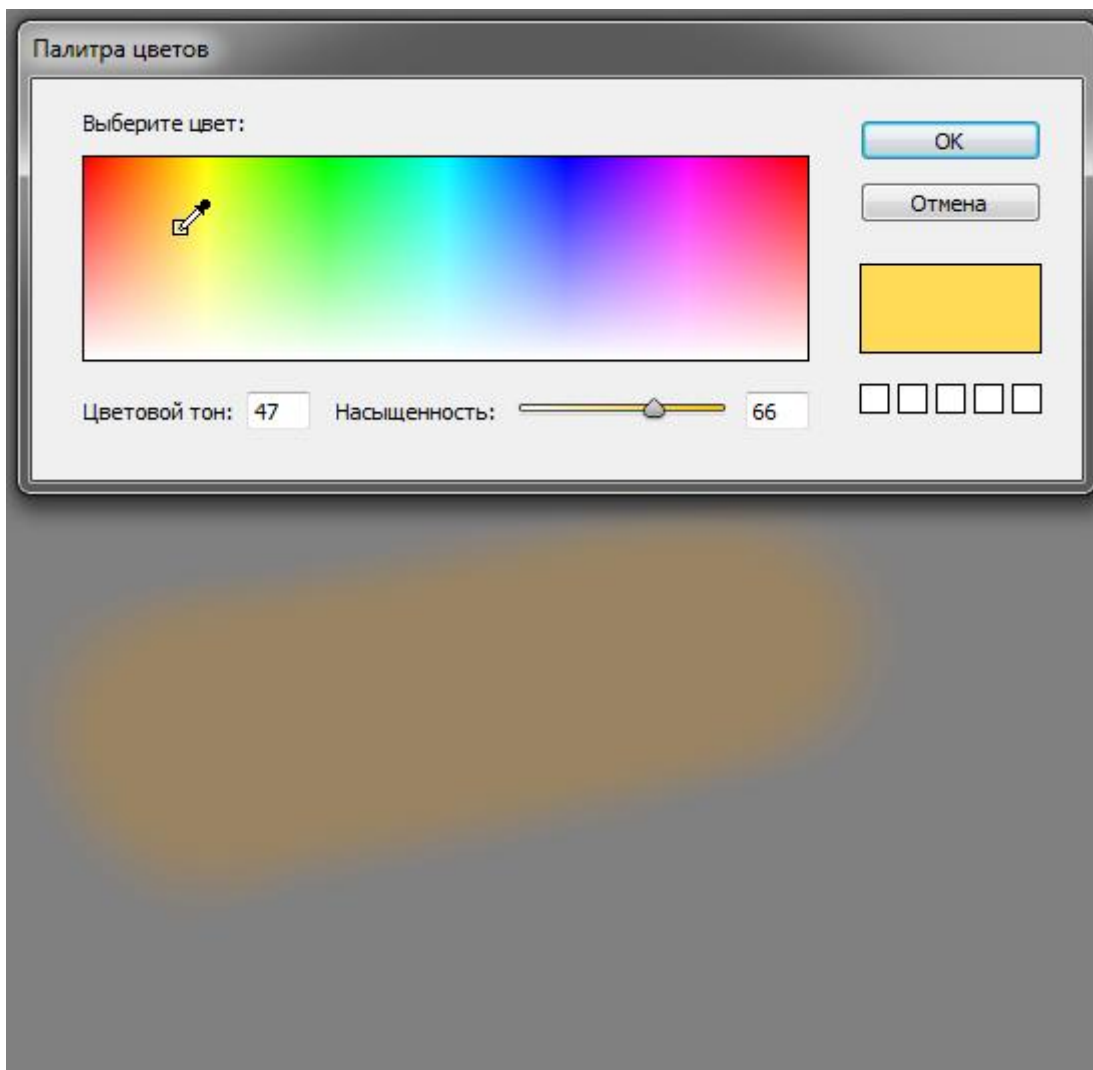 Палитра цветов
Выберите цвет:
OK
Отмена
Цветовой тон: 47 Насыщенность: 66